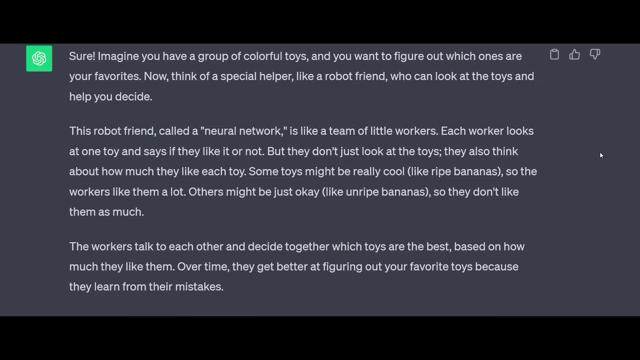 Sure! Imagine you have a group of colorful toys, and you want to figure out which ones are
your favorites. Now, think of a special helper, like a robot friend, who can look at the toys and
help you decide.
This robot friend, called a "neural network," is like a team of little workers. Each worker looks
at one toy and says if they like it or not. But they don't just look at the toys; they also think
about how much they like each toy. Some toys might be really cool (like ripe bananas), so the
workers like them a lot. Others might be just okay (like unripe bananas), so they don't like
them as much.
The workers talk to each other and decide together which toys are the best, based on how
much they like them. Over time, they get better at figuring out your favorite toys because
they learn from their mistakes.